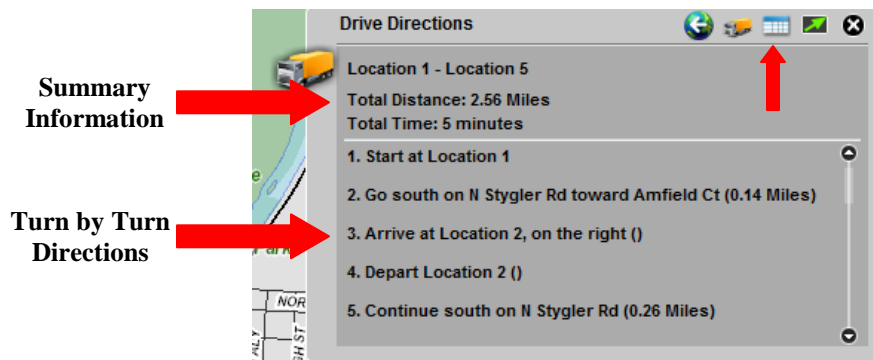 Drive Directions
Location 1 - Location 5
Summary
Information
Total Distance: 2.56 Miles
Total Time: 5 minutes
1. Start at Location 1
2. Go south on N Stygler Rd toward Amfield Ct (0.14 Miles)
Turn by Turn
Directions
3. Arrive at Location 2, on the right ()
4. Depart Location 2 ()
5. Continue south on N Stygler Rd (0.26 Miles)
NOR
GH ST